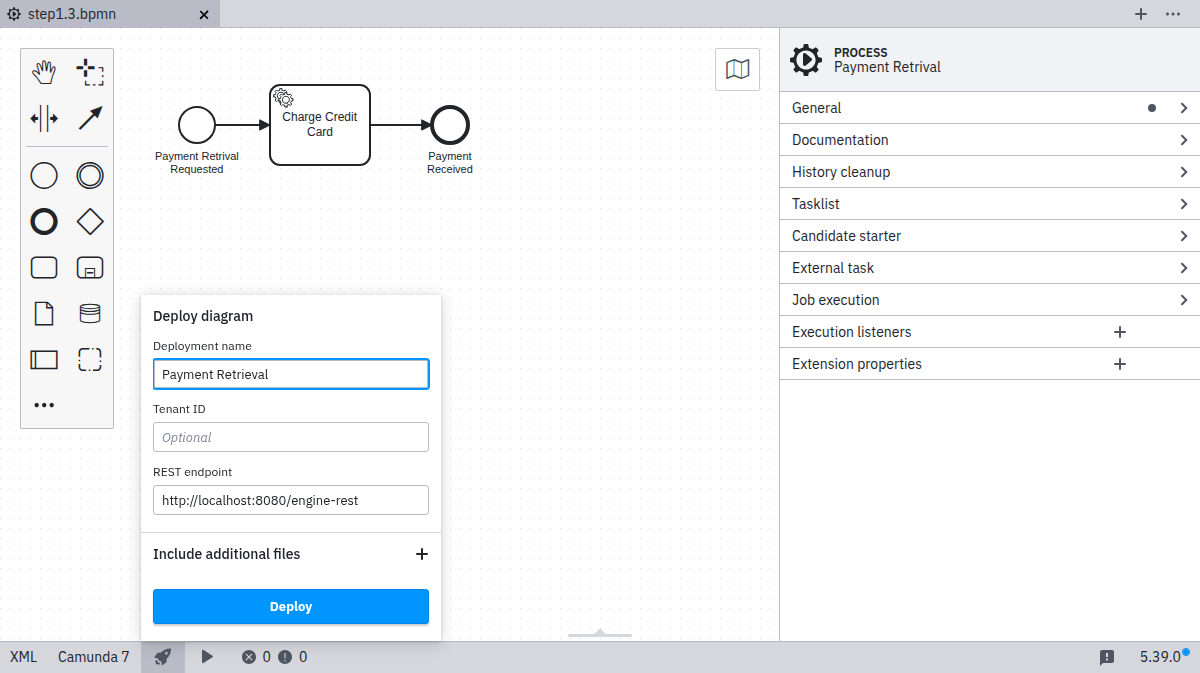 step1.3.bpmn
PROCESS
Payment Retrival
Charge Credit
Card
Payment Retrival
Requested
Payment
Received
General
Documentation
History cleanup
Tasklist
Candidate starter
External task
Job execution
Execution listeners
Extension properties
Deploy diagram
Deployment name
Payment Retrieval
Tenant ID
Optional
REST endpoint
http://localhost:8080/engine-rest
Include additional files
Deploy
XML Camunda 7 0 0 5.39.0